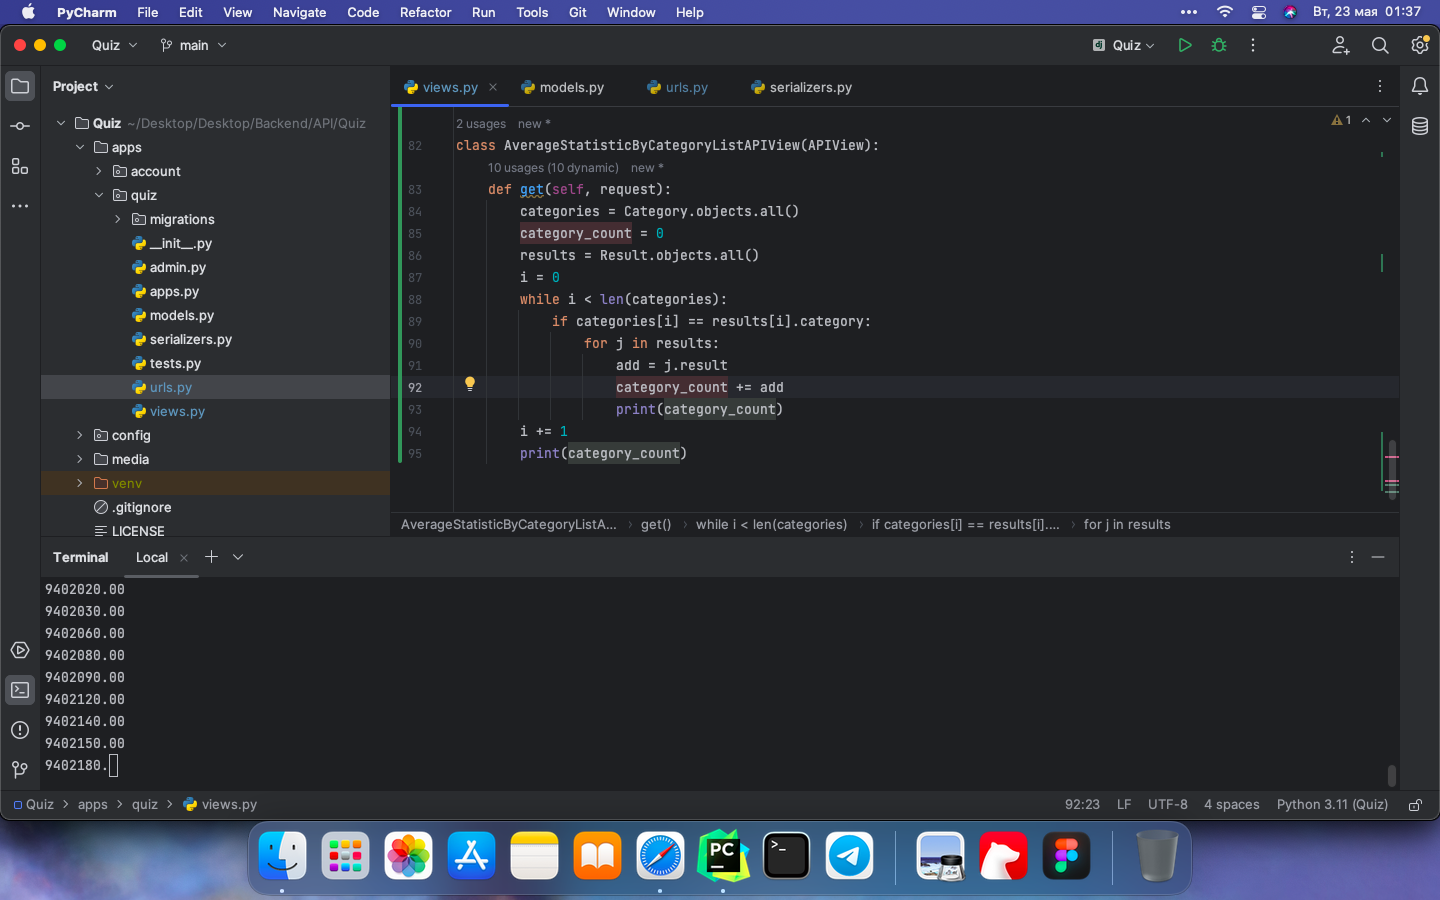 PyCharm File Edit View Navigate Code Refactor Run Tools Git Window Help Вт, 23 мая 01:37
Quiz main Quiz
Project
views.py models.py urls.py serializers.py
Quiz ~/Desktop/Desktop/Backend/API/Quiz
apps
account
quiz
migrations
__init__.py
admin.py
apps.py
models.py
serializers.py
tests.py
urls.py
views.py
config
media
venv
.gitignore
LICENSE
1
2 usages new *
82 class AverageStatisticByCategoryListAPIView(APIView):
10 usages (10 dynamic) new *
83 def get(self, request):
84 categories = Category.objects.all()
85 category_count = 0
86 results = Result.objects.all()
87 i = 0
88 while i < len(categories):
89 if categories[i] == results[i].category:
90 for j in results:
91 add = j.result
92 category_count += add
93 print(category_count)
94 i += 1
95 print(category_count)
AverageStatisticByCategoryListA... get() while i < len(categories) if categories[i] == results[i].... for j in results
Terminal Local
9402020.00
9402030.00
9402060.00
9402080.00
9402090.00
9402120.00
9402140.00
9402150.00
9402180.
Quiz apps quiz views.py 92:23 LF UTF-8 4 spaces Python 3.11 (Quiz)
PC